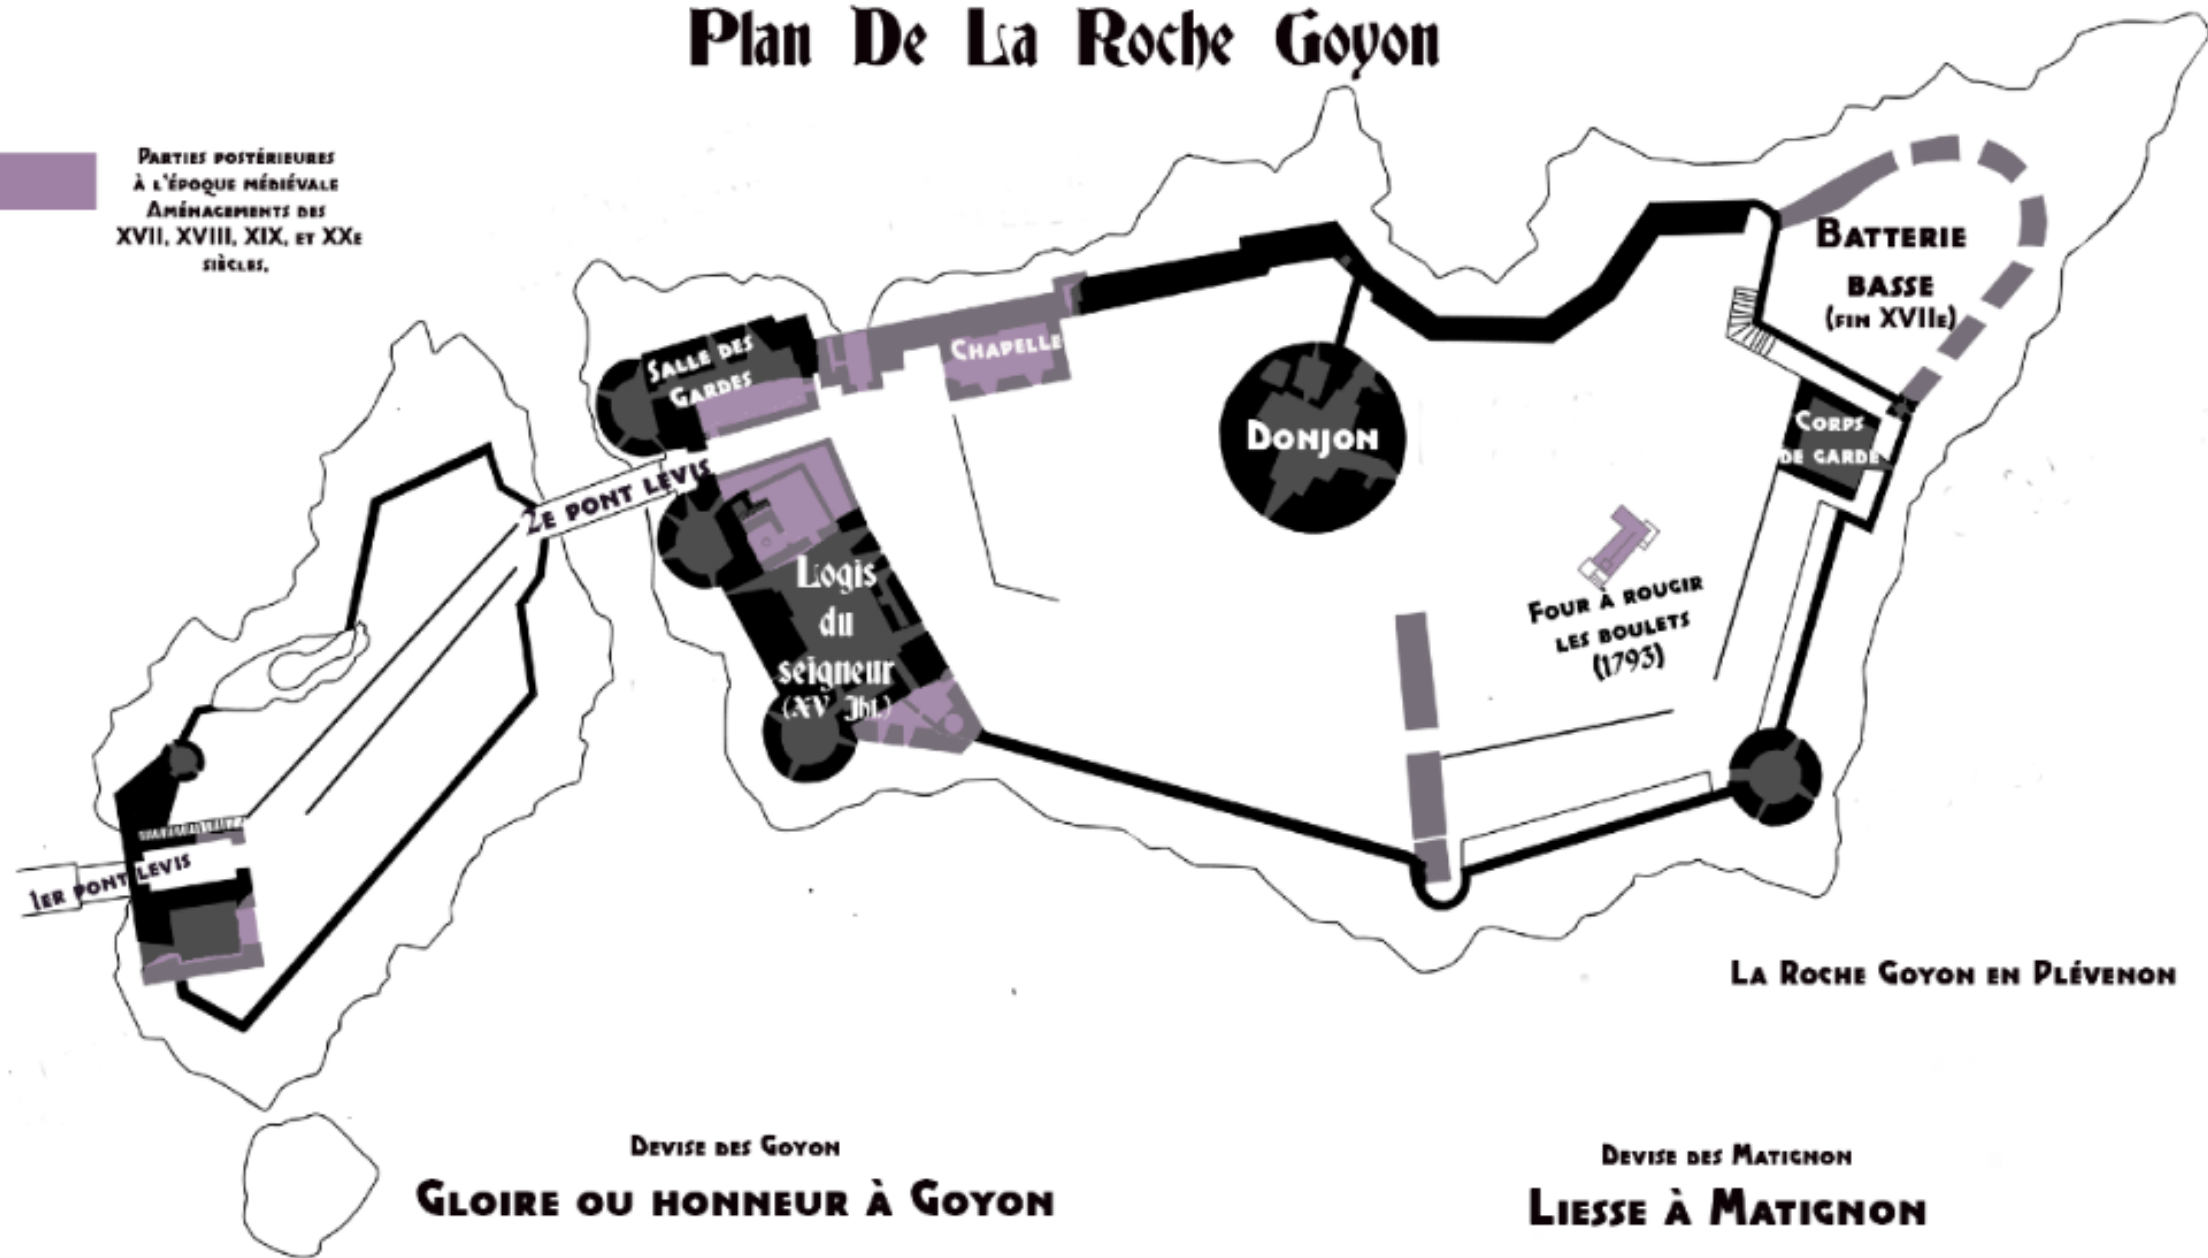 Plan De La Roche Goyon
PARTIES POSTÉRIEURES
À L'ÉPOQUE MÉDIÉVALE
AMÉNAGEMENTS DES
XVII, XVIII, XIX, ET XXE
SIÈCLES.
BATTERIE
BASSE
(FIN XVIIE)
SALLE DES
GARDES
CHAPELLE
DONJON
CORPS
DE GARDE
2E PONT LEVIS
Logis
du
seigneur
(XV Jht.)
FOUR À ROUGIR
LES BOULETS
(1793)
1ER PONT LEVIS
LA ROCHE GOYON EN PLÉVENON
DEVISE DES GOYON
GLOIRE OU HONNEUR À GOYON
DEVISE DES MATIGNON
LIESSE À MATIGNON